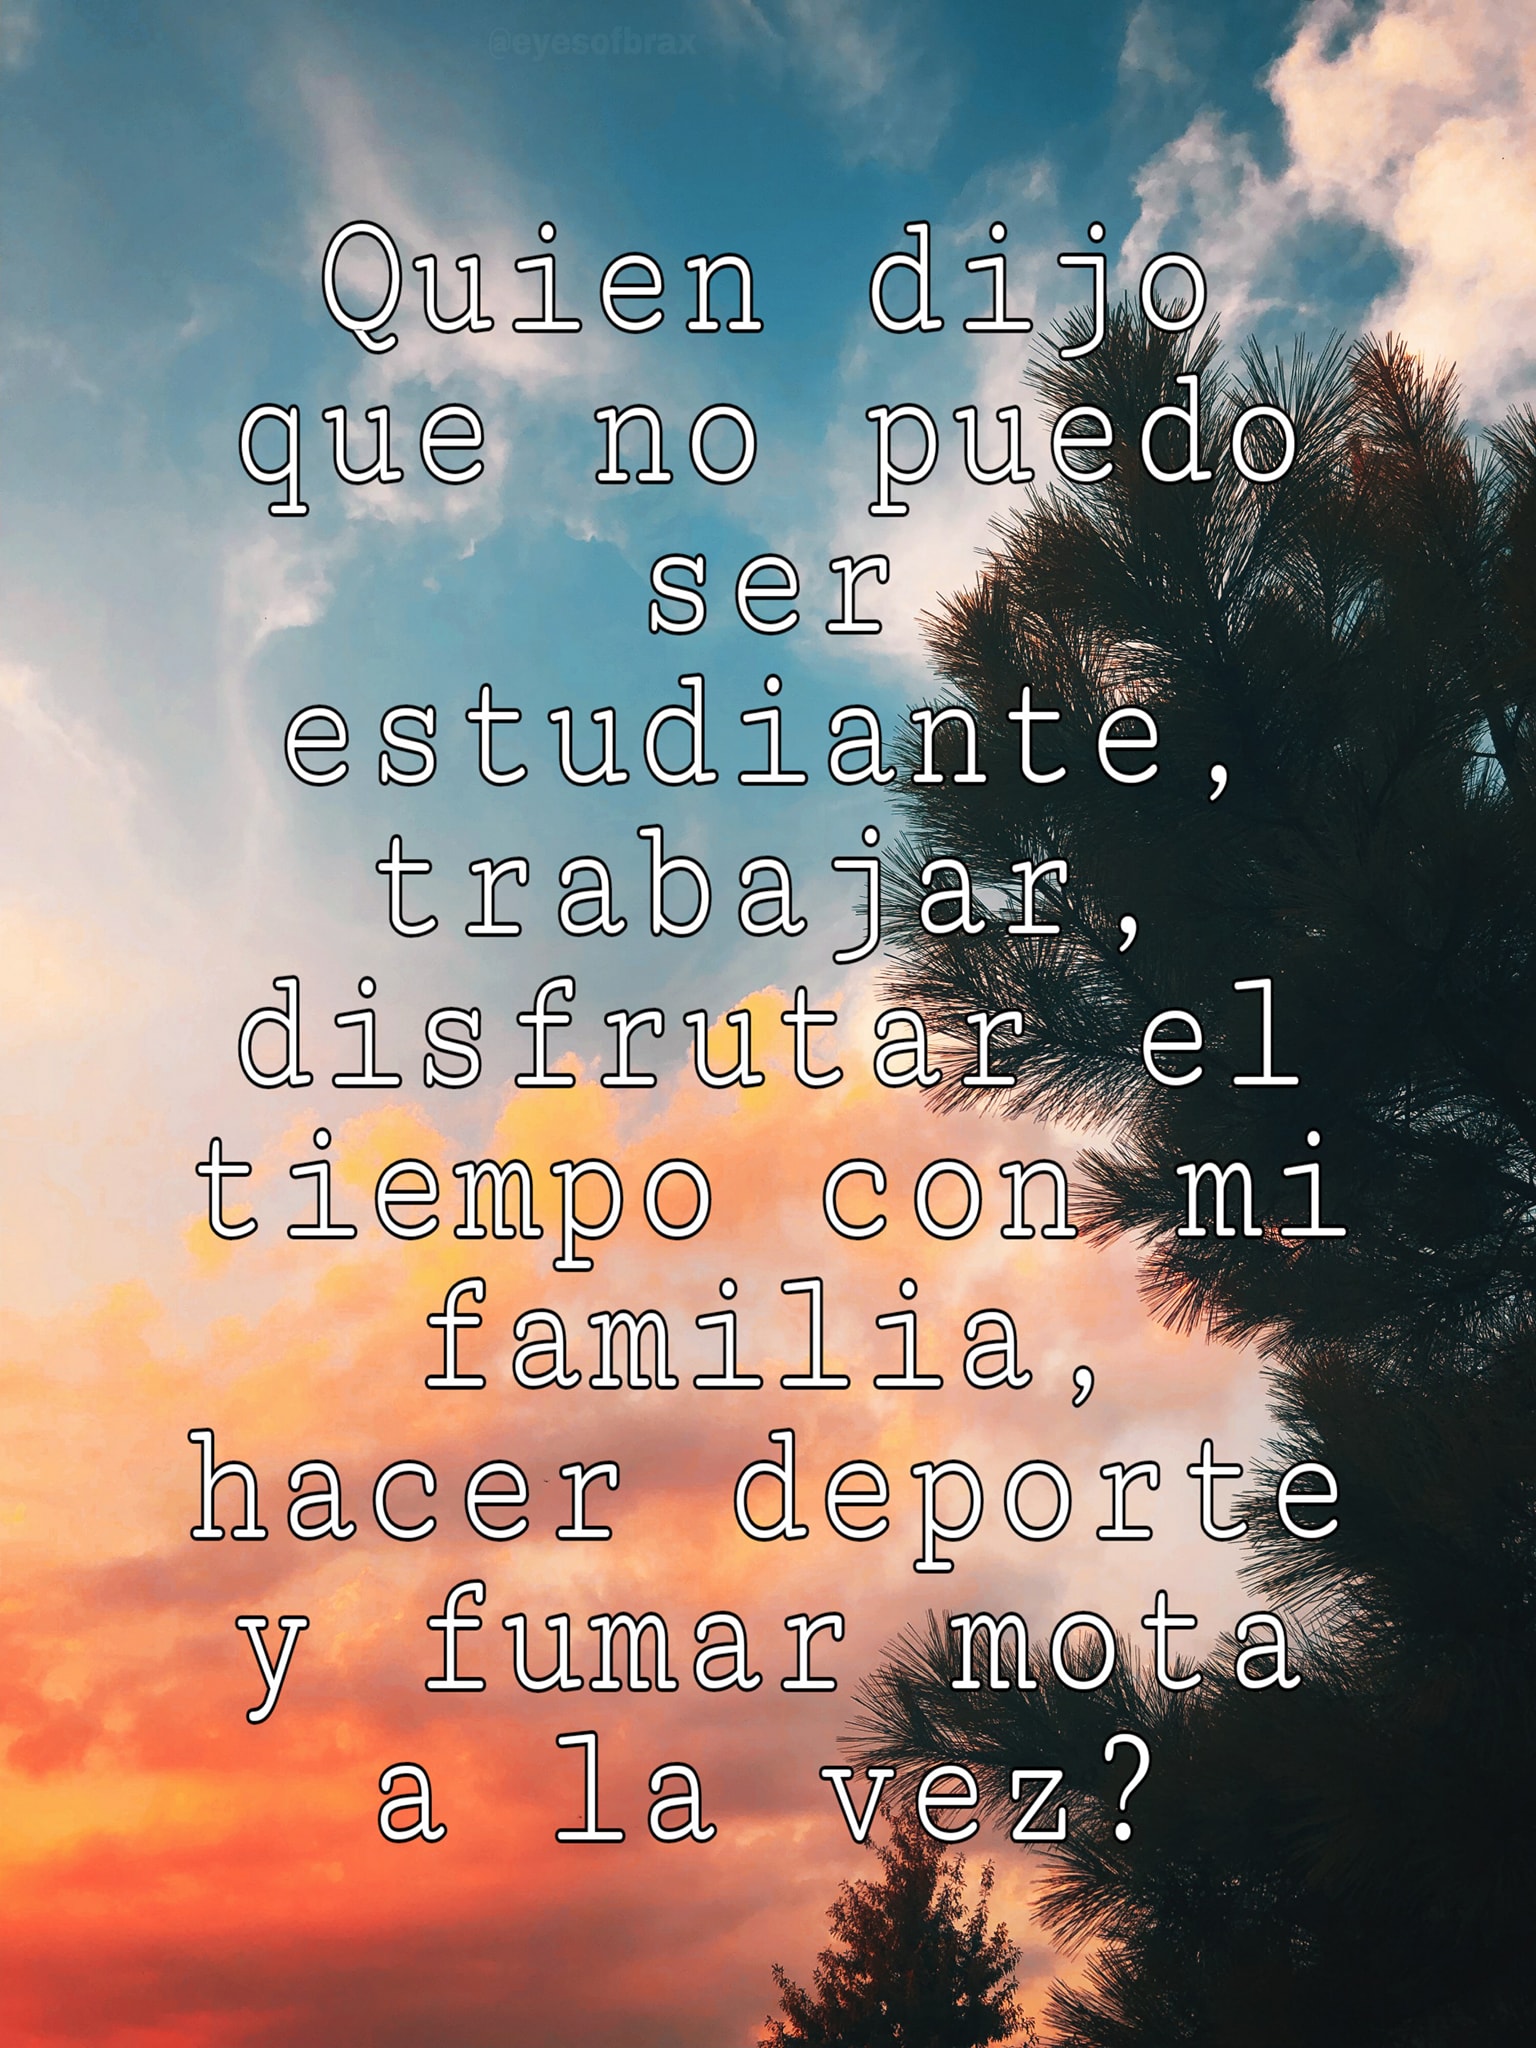 @eyesofbrax
Quien dijo
que no puedo
ser
estudiante,
trabajar,
disfrutar el
tiempo con mi
familia,
hacer deporte
y fumar mota
a la vez?